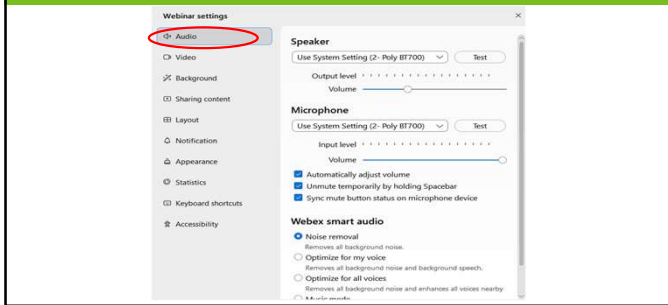 Webinar settings
Audio
Video
Background
Sharing content
Layout
Notification
Appearance
Statistics
Keyboard shortcuts
Accessibility
Speaker
Use System Setting (2- Poly BT700)
Test
Output level
Volume
Microphone
Use System Setting (2- Poly BT700)
Test
Input level
Volume
Automatically adjust volume
Unmute temporarily by holding Spacebar
Sync mute button status on microphone device
Webex smart audio
Noise removal
Removes all background noise.
Optimize for my voice
Removes all background noise and background speech.
Optimize for all voices
Removes all background noise and enhances all voices nearby
Music mode